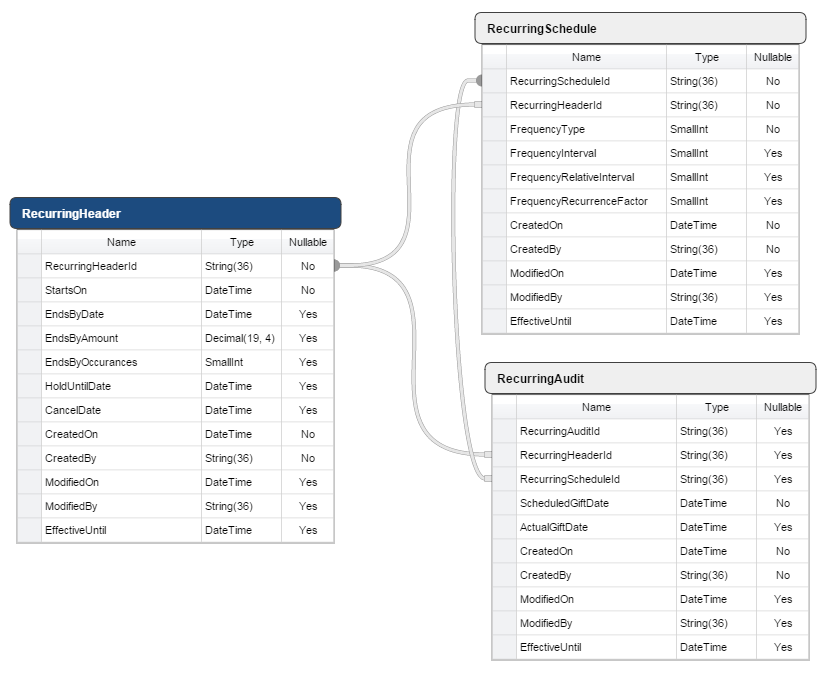 RecurringSchedule
Name Type Nullable
RecurringScheduleId String(36) No
RecurringHeaderId String(36) No
FrequencyType SmallInt No
FrequencyInterval SmallInt Yes
FrequencyRelativeInterval SmallInt Yes
FrequencyRecurrenceFactor SmallInt Yes
CreatedOn DateTime No
CreatedBy String(36) No
ModifiedOn DateTime Yes
ModifiedBy String(36) Yes
EffectiveUntil DateTime Yes
RecurringHeader
Name Type Nullable
RecurringHeaderId String(36) No
StartsOn DateTime No
EndsByDate DateTime Yes
EndsByAmount Decimal(19, 4) Yes
EndsByOccurances SmallInt Yes
HoldUntilDate DateTime Yes
CancelDate DateTime Yes
CreatedOn DateTime No
CreatedBy String(36) No
ModifiedOn DateTime Yes
ModifiedBy String(36) Yes
EffectiveUntil DateTime Yes
RecurringAudit
Name Type Nullable
RecurringAuditId String(36) Yes
RecurringHeaderId String(36) Yes
RecurringScheduleId String(36) Yes
ScheduledGiftDate DateTime No
ActualGiftDate DateTime Yes
CreatedOn DateTime No
CreatedBy String(36) No
ModifiedOn DateTime Yes
ModifiedBy String(36) Yes
EffectiveUntil DateTime Yes